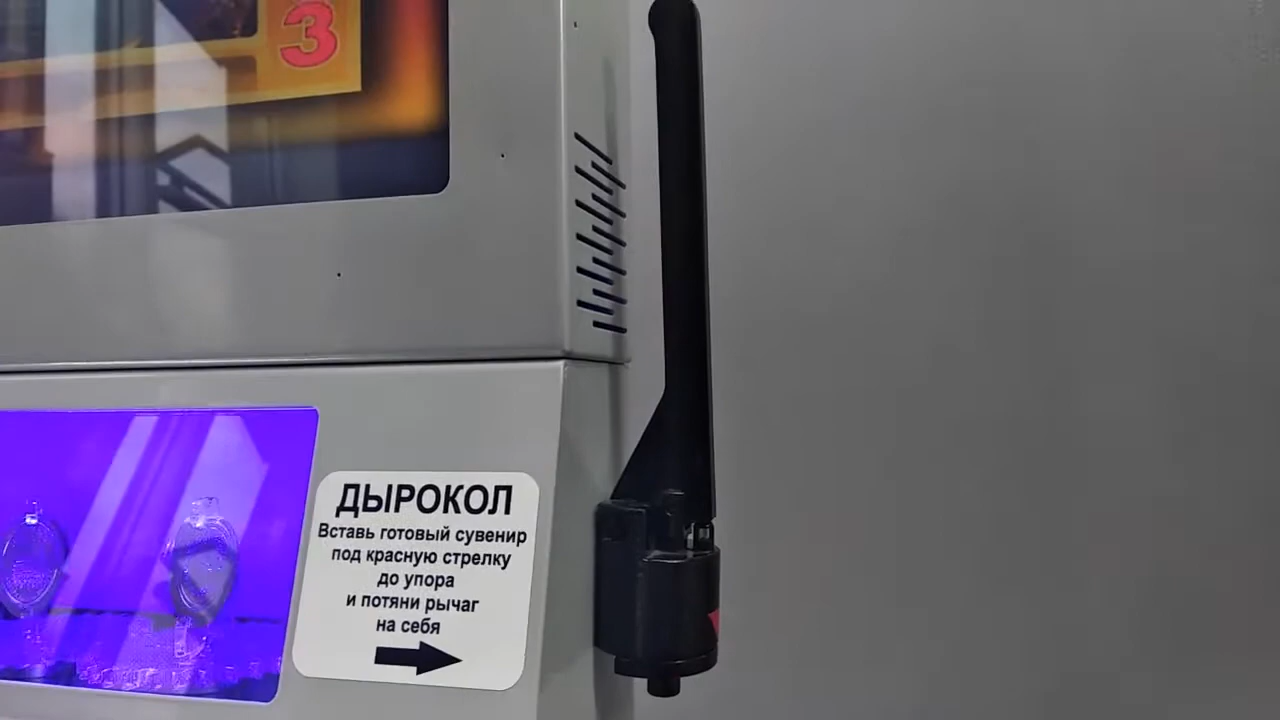 3
ДЫРОКОЛ
Вставь готовый сувенир
под красную стрелку
до упора
и потяни рычаг
на себя